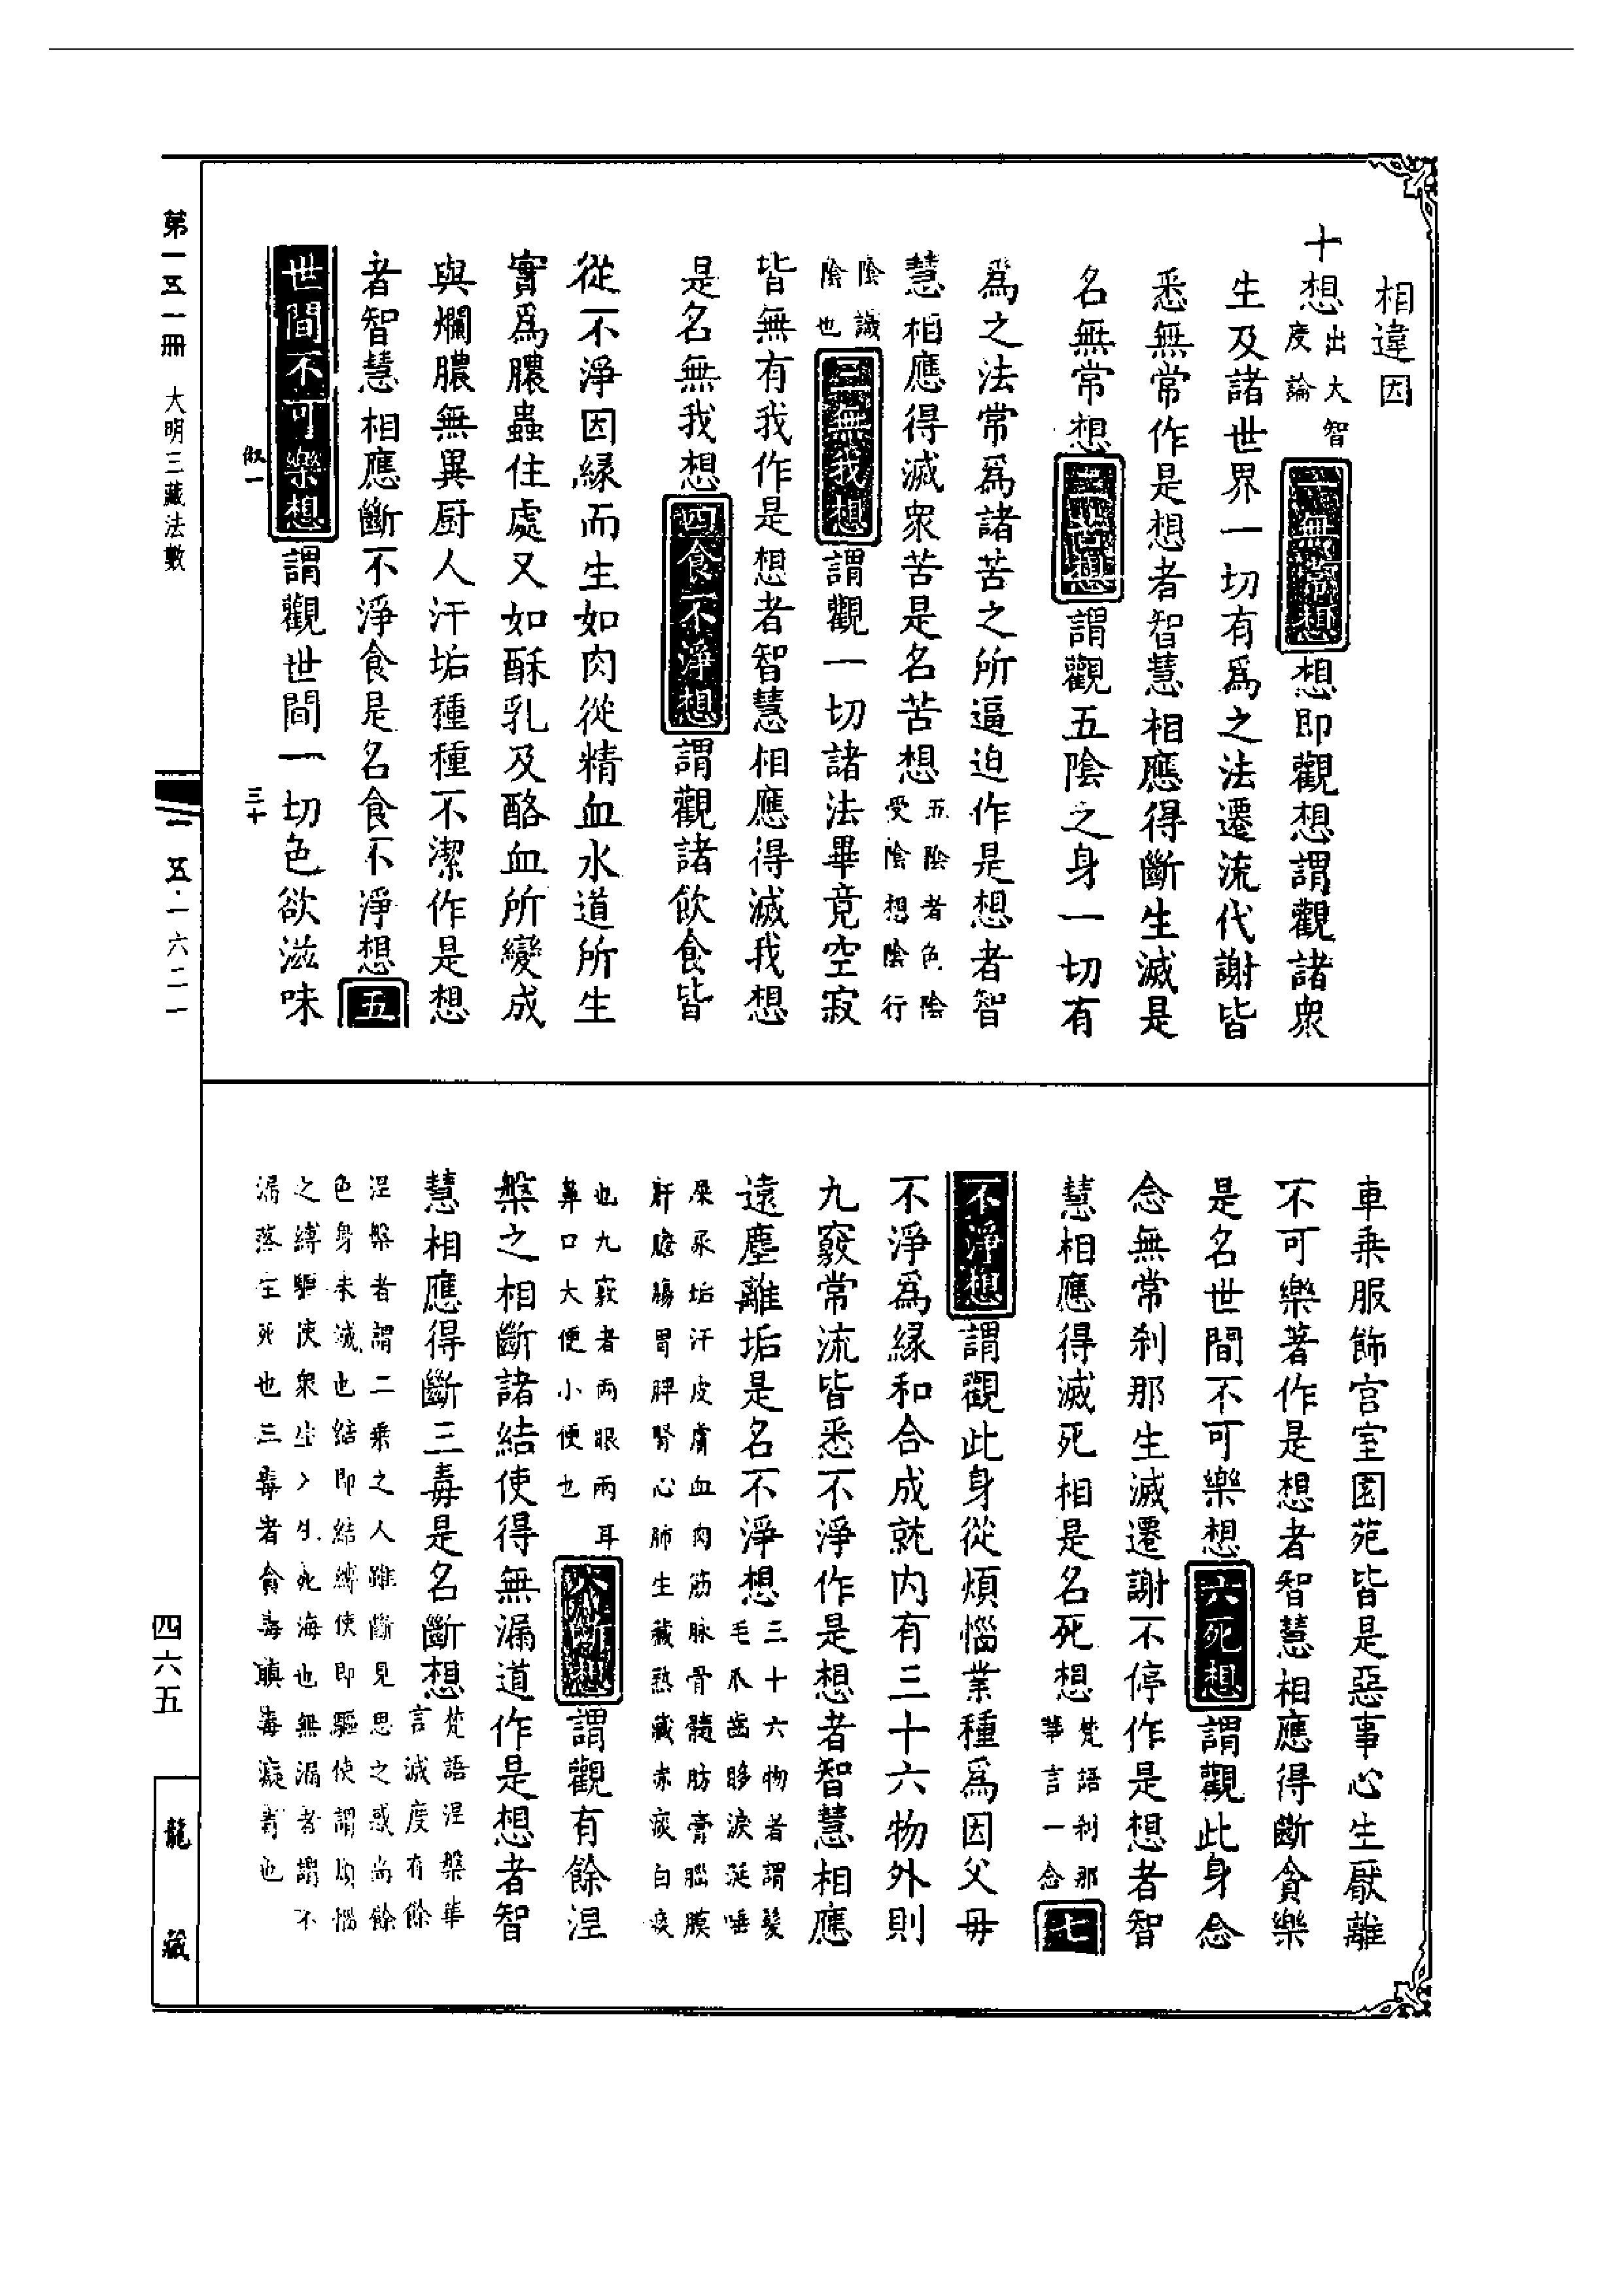 相違因
十想出大智度論一無常想想即觀想謂觀諸衆
生及諸世界一切有爲之法遷流代謝皆
悉無常作是想者智慧相應得斷生滅是
名無常想二苦想謂觀五陰之身一切有
爲之法常爲諸苦之所逼迫作是想者智
慧相應得滅衆苦是名苦想五陰者色陰受陰想陰行
陰識陰也三無我想謂觀一切諸法畢竟空寂
皆無有我作是想者智慧相應得滅我想
是名無我想四食不淨想謂觀諸飲食皆
從不淨因緣而生如肉從精血水道所生
實爲膿蟲住處又如酥乳及酪血所變成
與爛膿無異厨人汗垢種種不潔作是想
者智慧相應斷不淨食是名食不淨想五
世間不可樂想謂觀世間一切色欲滋味
車乘服飾宫室園苑皆是惡事心生厭離
不可樂著作是想者智慧相應得斷貪樂
是名世間不可樂想六死想謂觀此身念
念無常刹那生滅遷謝不停作是想者智
慧相應得滅死相是名死想梵語刹那華言一念七
不淨想謂觀此身從煩惱業種爲因父母
不淨爲緣和合成就内有三十六物外則
九竅常流皆悉不淨作是想者智慧相應
遠塵離垢是名不淨想三十六物者謂髮毛爪齒眵淚涎唾
屎尿垢汗皮膚血肉筋脉骨髓肪膏腦膜肝膽腸胃脾腎心肺生藏熟藏赤痰白痰
也九竅者兩眼兩耳鼻口大便小便也八斷想謂觀有餘涅
槃之相斷諸結使得無漏道作是想者智
慧相應得斷三毒是名斷想梵語涅槃華言滅度有餘
涅槃者謂二乘之人雖斷見思之惑尚餘色身未滅也結即結縛使即驅使謂煩惱
之縛驅使衆生入生死海也無漏者謂不漏落生死也三毒者貪毒瞋毒癡毒也
第一五一冊 大明三藏法數
一五·一六二一
三十
四六五
龍藏